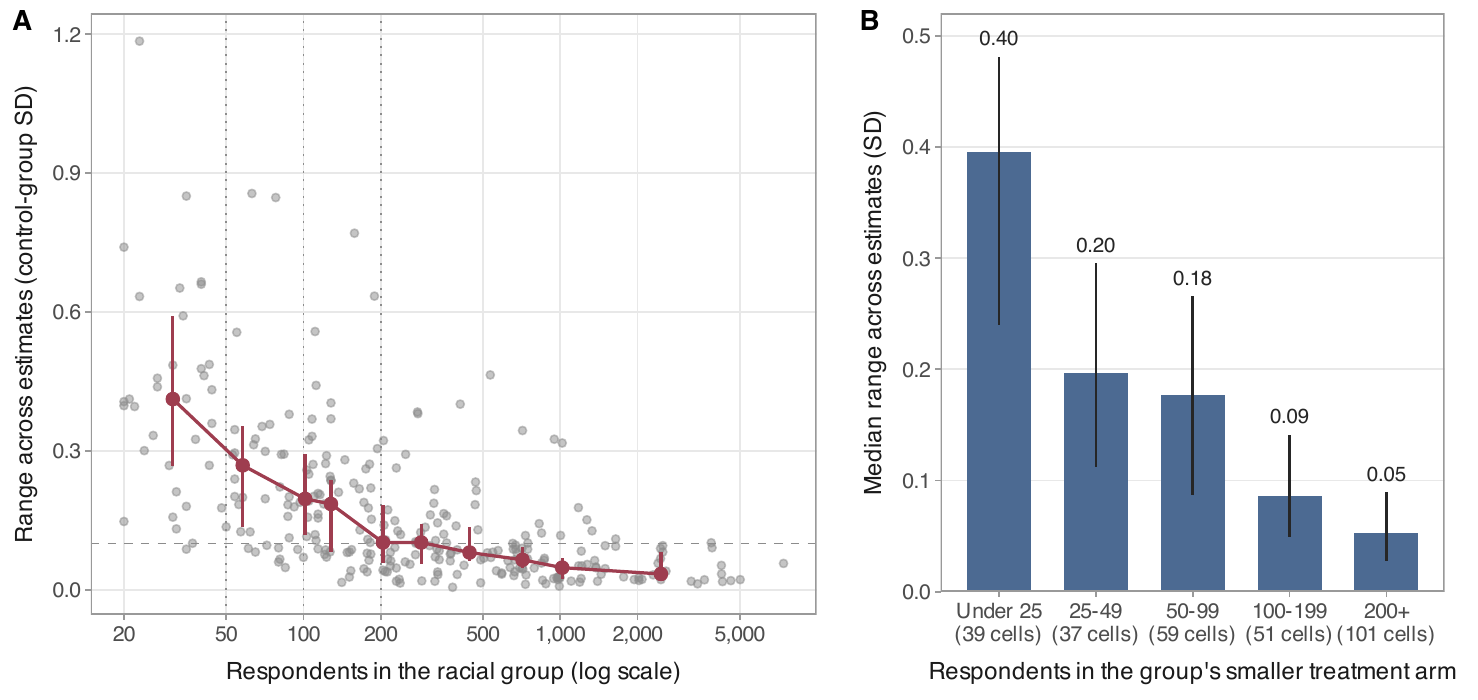 A
Range across estimates (control-group SD)
1.2
0.9
0.6
0.3
0.0
20 50 100 200 500 1,000 2,000 5,000
Respondents in the racial group (log scale)
B
Median range across estimates (SD)
0.5
0.4
0.3
0.2
0.1
0.0
0.40
0.20
0.18
0.09
0.05
Under 25 25-49 50-99 100-199 200+
(39 cells) (37 cells) (59 cells) (51 cells) (101 cells)
Respondents in the group's smaller treatment arm